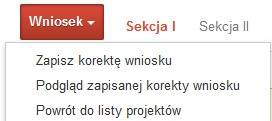 Wniosek Sekcja I Sekcja II
Zapisz korektę wniosku
Podgląd zapisanej korekty wniosku
Powrót do listy projektów